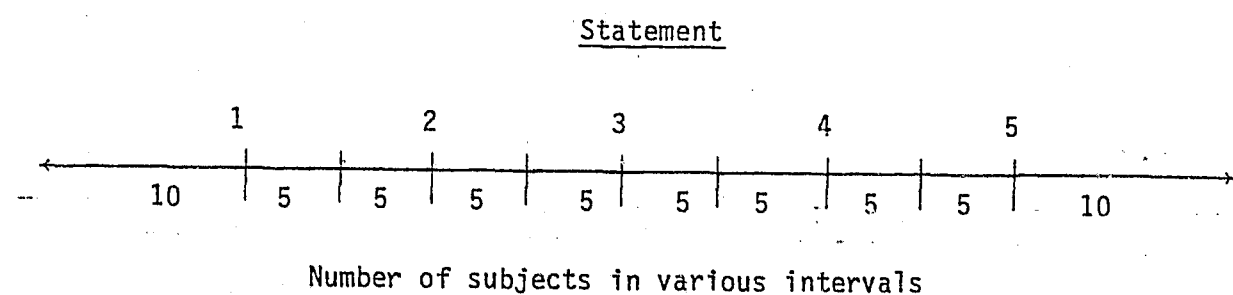 Statement
1 2 3 4 5
10 5 5 5 5 5 5 5 5 10
Number of subjects in various intervals